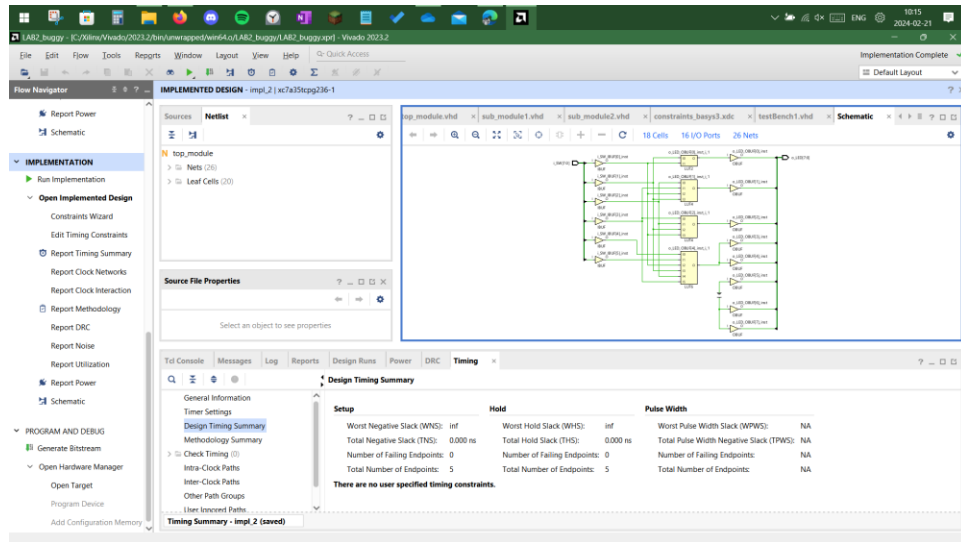 10:15
ENG
2024-02-21
LAB2_buggy - [C:/Xilinx/Vivado/2023.2/bin/unwrapped/win64.o/LAB2_buggy/LAB2_buggy.xpr] - Vivado 2023.2
File Edit Flow Tools Reports Window Layout View Help Quick Access
Implementation Complete
Default Layout
Flow Navigator
IMPLEMENTED DESIGN - impl_2 | xc7a35tcpg236-1
Report Power
Schematic
IMPLEMENTATION
Run Implementation
Open Implemented Design
Constraints Wizard
Edit Timing Constraints
Report Timing Summary
Report Clock Networks
Report Clock Interaction
Report Methodology
Report DRC
Report Noise
Report Utilization
Report Power
Schematic
PROGRAM AND DEBUG
Generate Bitstream
Open Hardware Manager
Open Target
Program Device
Add Configuration Memory
Sources Netlist
N top_module
Nets (26)
Leaf Cells (20)
Source File Properties
Select an object to see properties
top_module.vhd sub_module1.vhd sub_module2.vhd constraints_basys3.xdc testBench1.vhd Schematic
18 Cells 16 I/O Ports 26 Nets
Tcl Console Messages Log Reports Design Runs Power DRC Timing
Design Timing Summary
General Information
Timer Settings
Design Timing Summary
Methodology Summary
Check Timing (0)
Intra-Clock Paths
Inter-Clock Paths
Other Path Groups
User Ignored Paths
Setup Hold Pulse Width
Worst Negative Slack (WNS): inf Worst Hold Slack (WHS): inf Worst Pulse Width Slack (WPWS): NA
Total Negative Slack (TNS): 0.000 ns Total Hold Slack (THS): 0.000 ns Total Pulse Width Negative Slack (TPWS): NA
Number of Failing Endpoints: 0 Number of Failing Endpoints: 0 Number of Failing Endpoints: NA
Total Number of Endpoints: 5 Total Number of Endpoints: 5 Total Number of Endpoints: NA
There are no user specified timing constraints.
Timing Summary - impl_2 (saved)